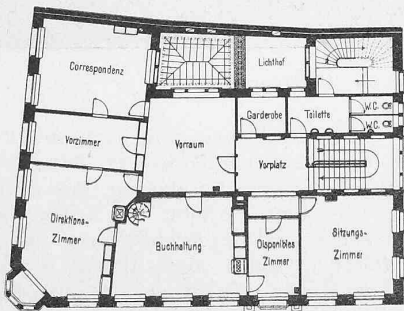 Correspondenz
Lichthof
Garderobe
Toilette
W.C.
W.C.
Vorzimmer
Vorraum
Vorplatz
Direktions-
Zimmer
Buchhaltung
Disponibles
Zimmer
Sitzungs-
Zimmer